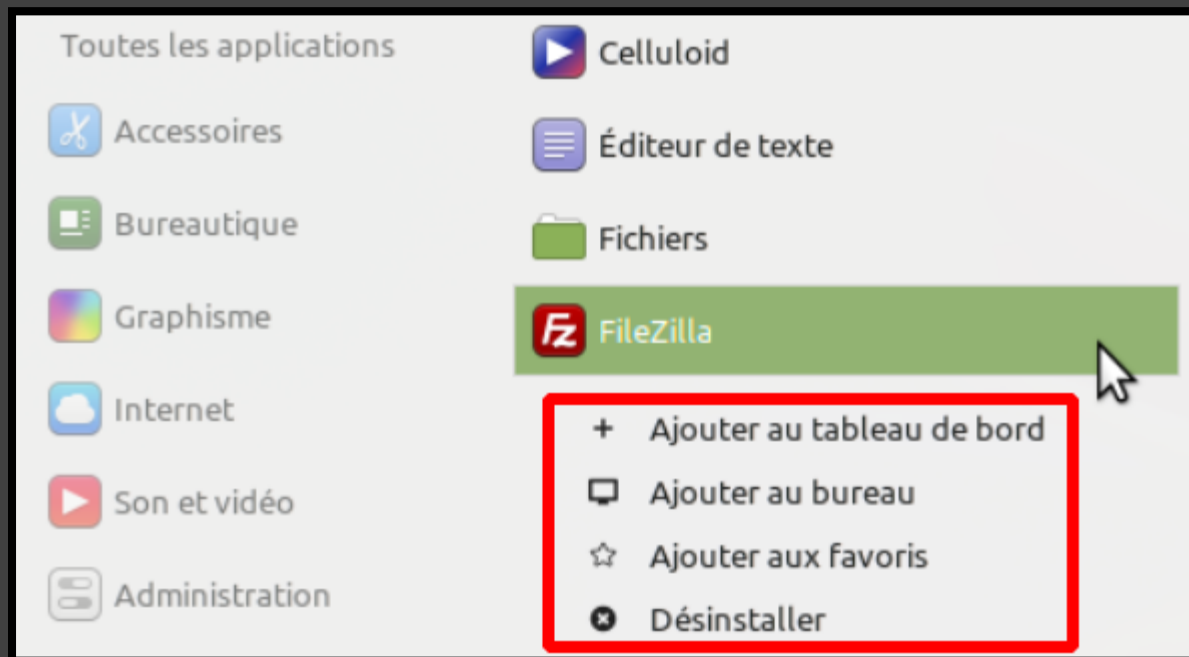 Toutes les applications
Accessoires
Bureautique
Graphisme
Internet
Son et vidéo
Administration
Celluloid
Éditeur de texte
Fichiers
Fz FileZilla
Ajouter au tableau de bord
Ajouter au bureau
Ajouter aux favoris
Désinstaller